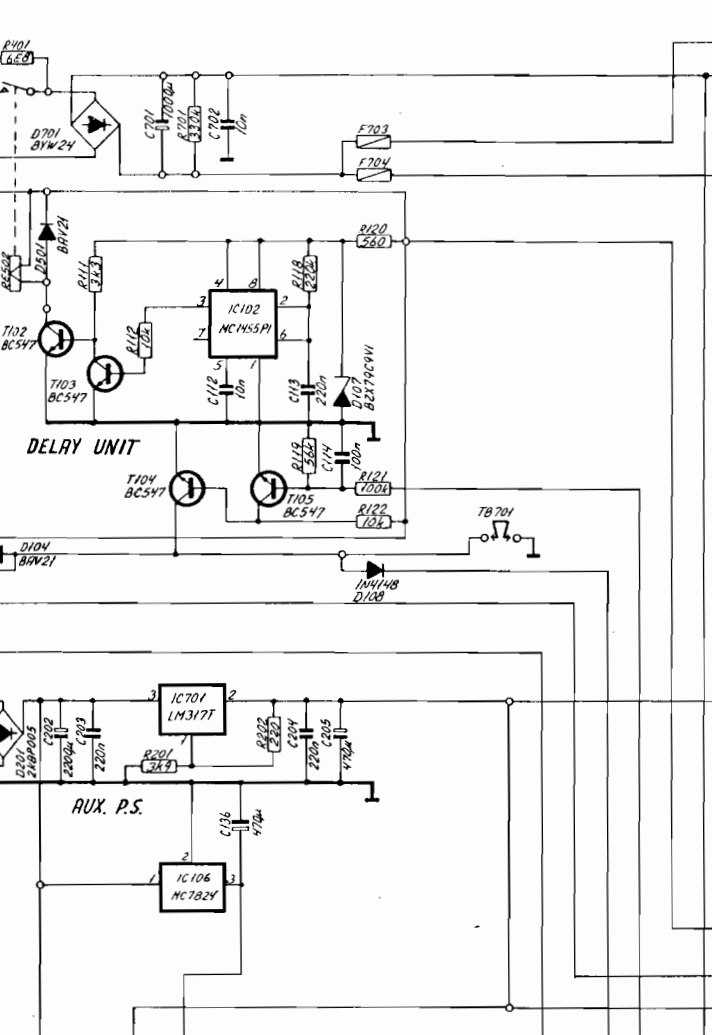 R401
6E8
D701
BYW24
C701
1000µ
R701
330k
C702
10n
F703
F704
RE502
D501
BAV21
R111
3k3
R112
10k
T102
BC547
T103
BC547
3
4
8
2
7
6
5
1
IC102
MC1455P1
R118
220k
R120
560
C112
10n
C113
220n
D107
BZX79C9V1
DELAY UNIT
R119
56k
C114
100n
T104
BC547
T105
BC547
R121
100k
R122
10k
TB701
D104
BAV21
1N4148
D108
D201
2KBP005
C202
2200µ
C203
220n
3
IC701
LM317T
2
1
R201
3k9
R202
220
C204
220n
C205
470µ
AUX. P.S.
C136
47µ
2
1
IC106
MC7824
3